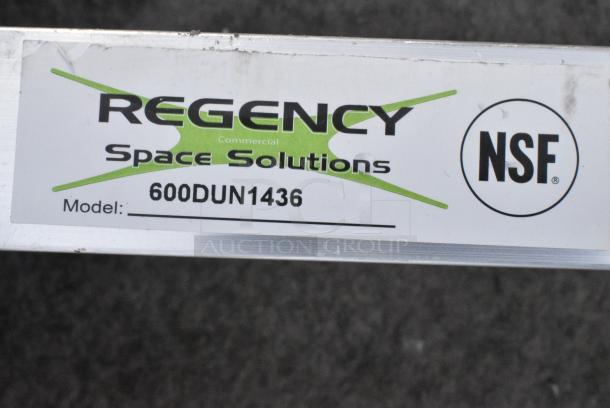 REGENCY
Commercial
Space Solutions
Model: 600DUN1436
NSF®
AUCTION GROUP